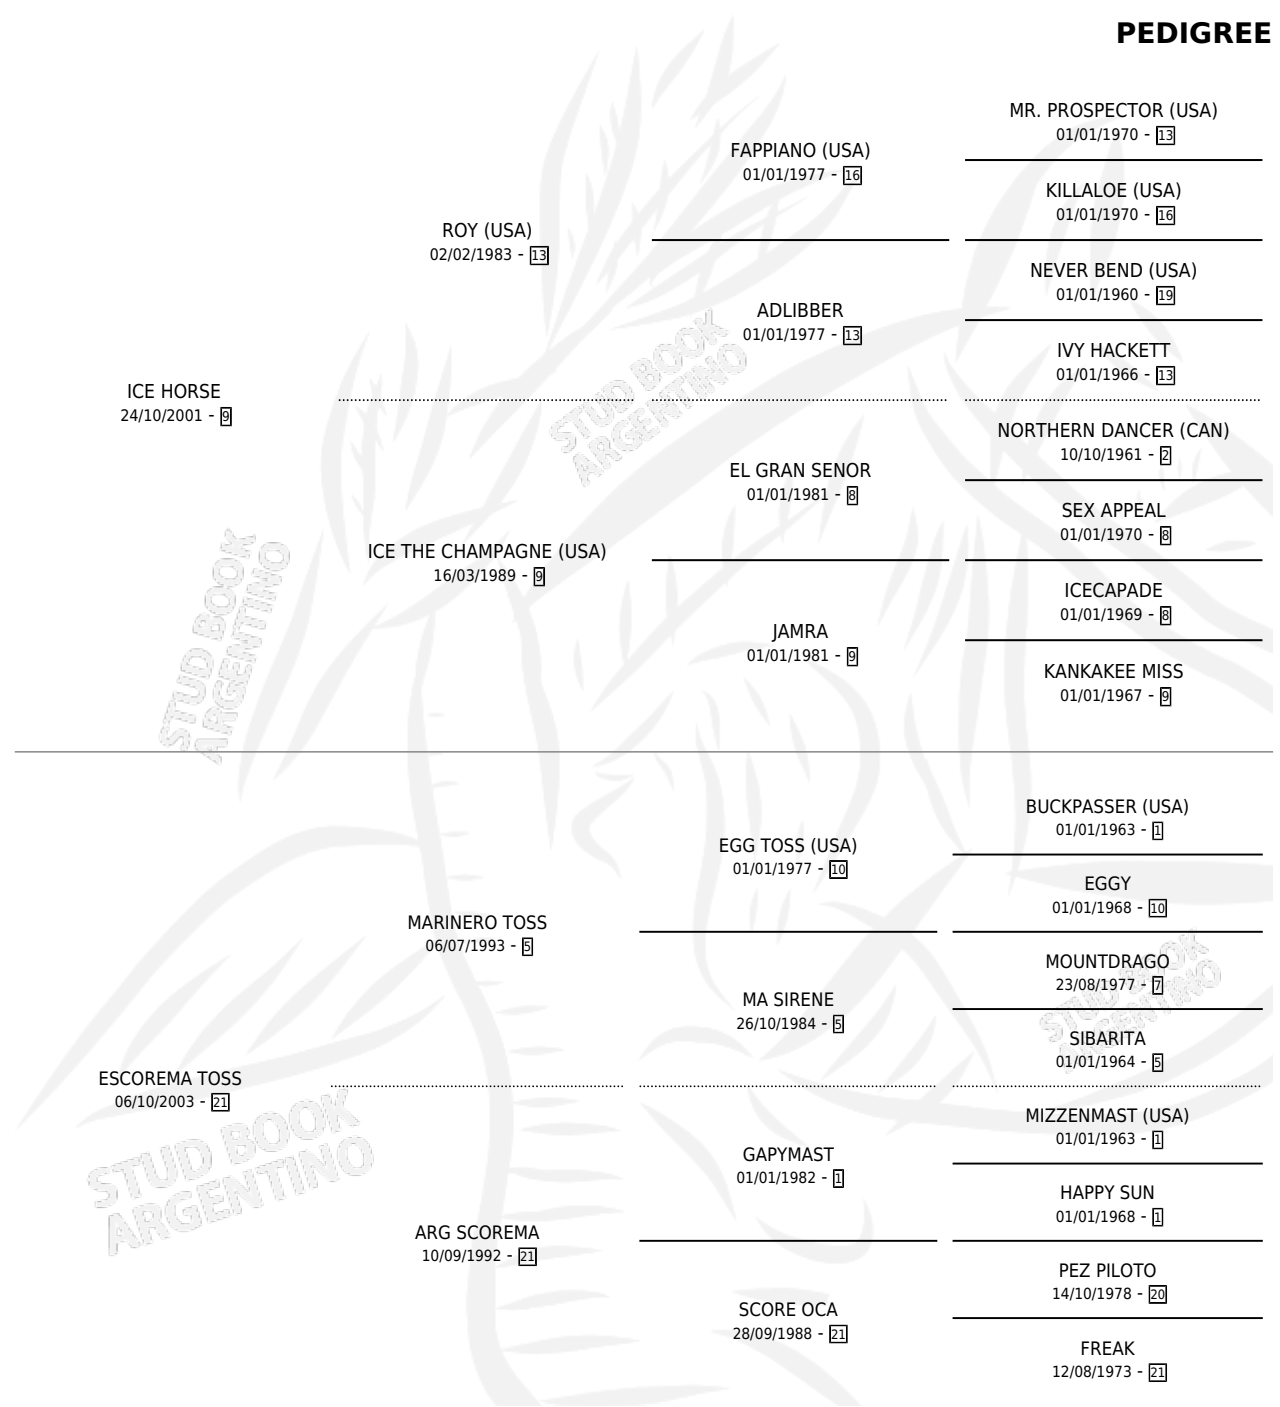 PEDIGREE
ICE HORSE
24/10/2001 - 9
ROY (USA)
02/02/1983 - 13
FAPPIANO (USA)
01/01/1977 - 16
MR. PROSPECTOR (USA)
01/01/1970 - 13
KILLALOE (USA)
01/01/1970 - 16
ADLIBBER
01/01/1977 - 13
NEVER BEND (USA)
01/01/1960 - 19
IVY HACKETT
01/01/1966 - 13
ICE THE CHAMPAGNE (USA)
16/03/1989 - 9
EL GRAN SENOR
01/01/1981 - 8
NORTHERN DANCER (CAN)
10/10/1961 - 2
SEX APPEAL
01/01/1970 - 8
JAMRA
01/01/1981 - 9
ICECAPADE
01/01/1969 - 8
KANKAKEE MISS
01/01/1967 - 9
ESCOREMA TOSS
06/10/2003 - 21
MARINERO TOSS
06/07/1993 - 5
EGG TOSS (USA)
01/01/1977 - 10
BUCKPASSER (USA)
01/01/1963 - 1
EGGY
01/01/1968 - 10
MA SIRENE
26/10/1984 - 5
MOUNTDRAGO
23/08/1977 - 7
SIBARITA
01/01/1964 - 5
ARG SCOREMA
10/09/1992 - 21
GAPYMAST
01/01/1982 - 1
MIZZENMAST (USA)
01/01/1963 - 1
HAPPY SUN
01/01/1968 - 1
SCORE OCA
28/09/1988 - 21
PEZ PILOTO
14/10/1978 - 20
FREAK
12/08/1973 - 21
STUD BOOK
ARGENTINO
STUD BOOK
ARGENTINO
STUD BOOK
ARGENTINO
STUD BOOK
ARGENTINO